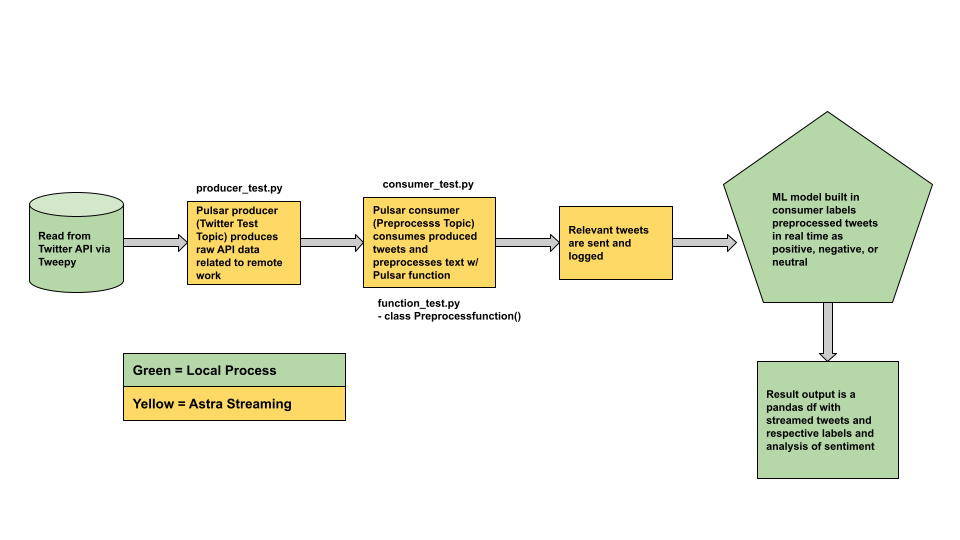 producer_test.py
consumer_test.py
Read from
Twitter API via
Tweepy
Pulsar producer
(Twitter Test
Topic) produces
raw API data
related to remote
work
Pulsar consumer
(Preprocesss Topic)
consumes produced
tweets and
preprocesses text w/
Pulsar function
function_test.py
- class Preprocessfunction()
Relevant tweets
are sent and
logged
ML model built in
consumer labels
preprocessed tweets
in real time as
positive, negative, or
neutral
Result output is a
pandas df with
streamed tweets and
respective labels and
analysis of sentiment
Green = Local Process
Yellow = Astra Streaming